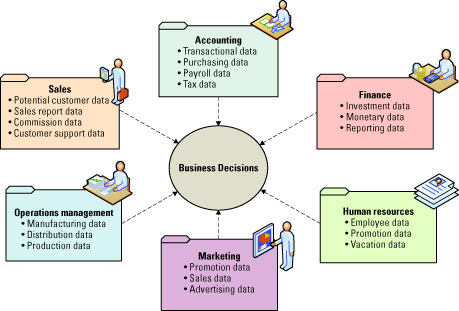 Accounting
• Transactional data
• Purchasing data
• Payroll data
• Tax data
Sales
• Potential customer data
• Sales report data
• Commission data
• Customer support data
Finance
• Investment data
• Monetary data
• Reporting data
Business Decisions
Operations management
• Manufacturing data
• Distribution data
• Production data
Marketing
• Promotion data
• Sales data
• Advertising data
Human resources
• Employee data
• Promotion data
• Vacation data